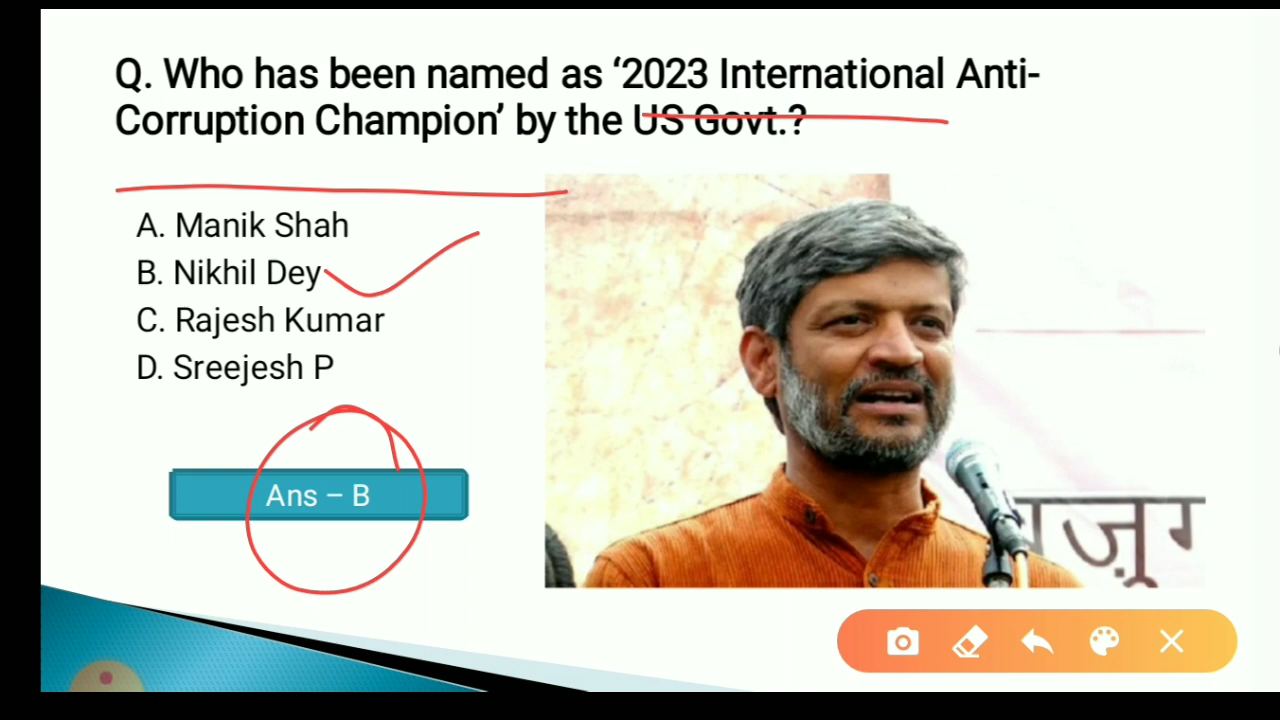 Q. Who has been named as ‘2023 International Anti-
Corruption Champion’ by the US Govt.?
A. Manik Shah
B. Nikhil Dey
C. Rajesh Kumar
D. Sreejesh P
Ans – B